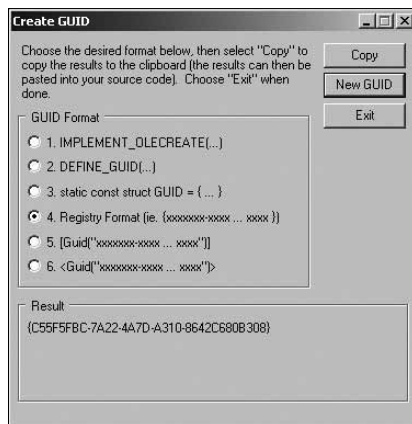 Create GUID
Choose the desired format below, then select "Copy" to
copy the results to the clipboard (the results can then be
pasted into your source code). Choose "Exit" when
done.
Copy
New GUID
Exit
GUID Format
1. IMPLEMENT_OLECREATE(...)
2. DEFINE_GUID(...)
3. static const struct GUID = { ... }
4. Registry Format (ie. {xxxxxxx-xxxx ... xxxx })
5. [Guid("xxxxxxx-xxxx ... xxxx")]
6. <Guid("xxxxxxx-xxxx ... xxxx")>
Result
{C55F5FBC-7A22-4A7D-A310-8642C680B308}